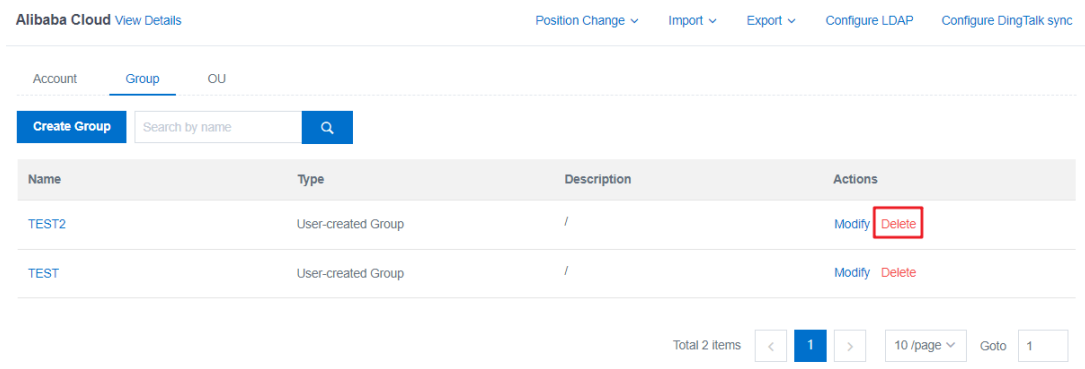 Alibaba Cloud View Details Position Change Import Export Configure LDAP Configure DingTalk sync
Account Group OU
Create Group Search by name
Name Type Description Actions
TEST2 User-created Group / Modify Delete
TEST User-created Group / Modify Delete
Total 2 items < 1 > 10 /page Goto 1